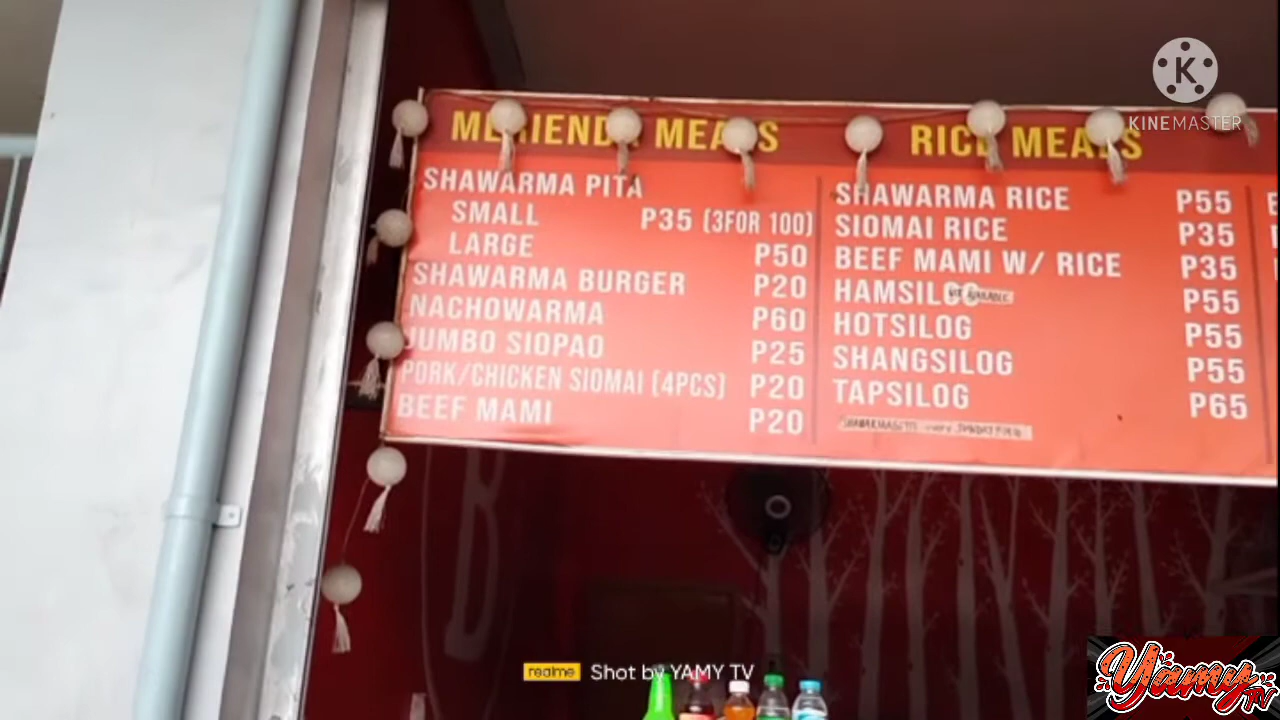 KINEMASTER
MERIENDA MEALS
SHAWARMA PITA
SMALL P35 (3FOR 100)
LARGE P50
SHAWARMA BURGER P20
NACHOWARMA P60
JUMBO SIOPAO P25
PORK/CHICKEN SIOMAI (4PCS) P20
BEEF MAMI P20
RICE MEALS
SHAWARMA RICE P55
SIOMAI RICE P35
BEEF MAMI W/ RICE P35
HAMSILOG P55
HOTSILOG P55
SHANGSILOG P55
TAPSILOG P65
realme Shot by YAMY TV
Yamy TV